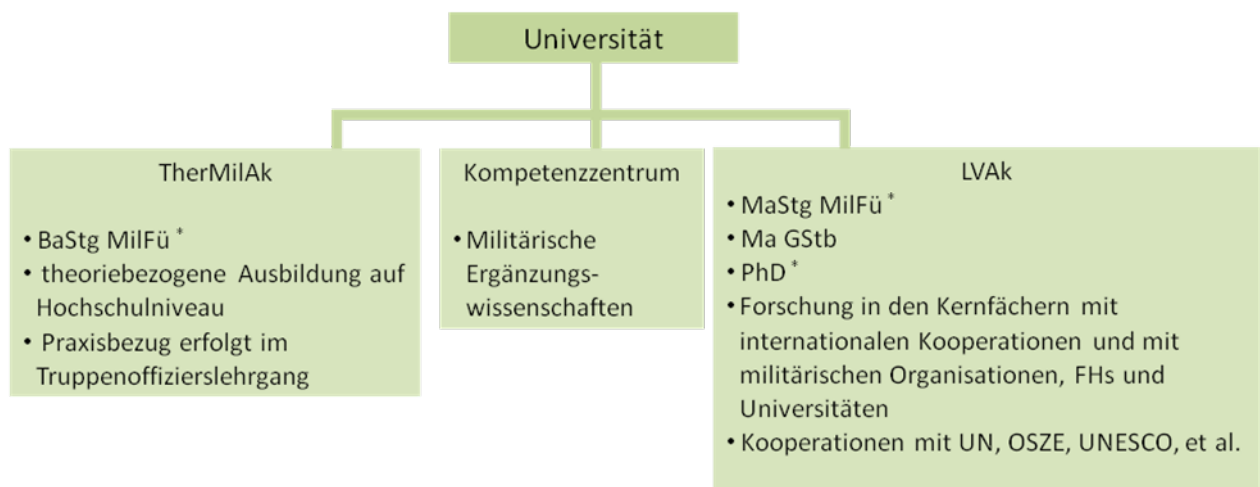 Universität
TherMilAk
• BaStg MilFü *
• theoriebezogene Ausbildung auf
Hochschulniveau
• Praxisbezug erfolgt im
Truppenoffizierslehrgang
Kompetenzzentrum
• Militärische
Ergänzungs-
wissenschaften
LVAk
• MaStg MilFü *
• Ma GStb
• PhD *
• Forschung in den Kernfächern mit
internationalen Kooperationen und mit
militärischen Organisationen, FHs und
Universitäten
• Kooperationen mit UN, OSZE, UNESCO, et al.